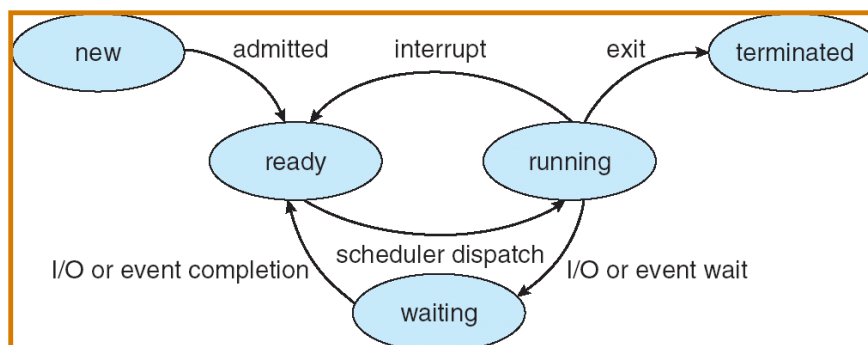 new
admitted
interrupt
exit
terminated
ready
running
scheduler dispatch
I/O or event completion
I/O or event wait
waiting